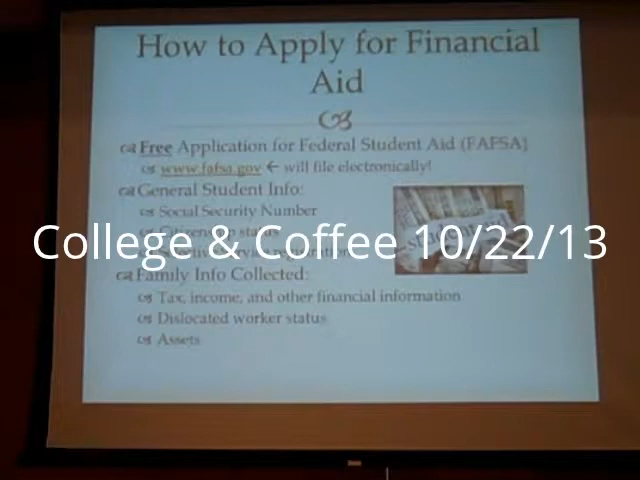 How to Apply for Financial
Aid
Free Application for Federal Student Aid (FAFSA)
www.fafsa.gov ← will file electronically!
General Student Info:
Social Security Number
Citizenship status
College & Coffee 10/22/13
Family Info Collected:
Tax, income, and other financial information
Dislocated worker status
Assets